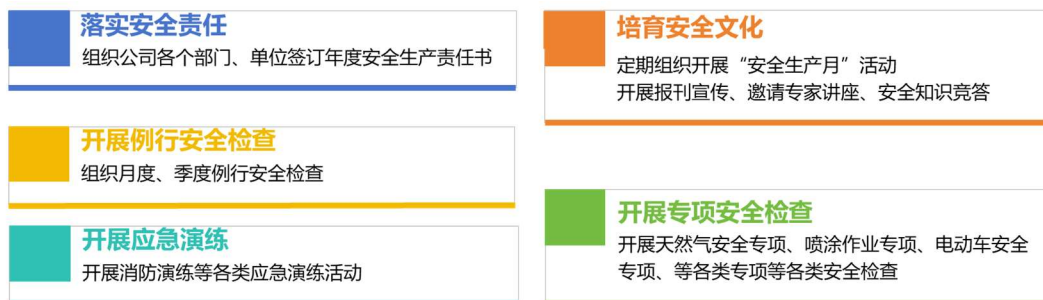 落实安全责任
组织公司各个部门、单位签订年度安全生产责任书
开展例行安全检查
组织月度、季度例行安全检查
开展应急演练
开展消防演练等各类应急演练活动
培育安全文化
定期组织开展“安全生产月”活动
开展报刊宣传、邀请专家讲座、安全知识竞答
开展专项安全检查
开展天然气安全专项、喷涂作业专项、电动车安全
专项、等各类专项等各类安全检查